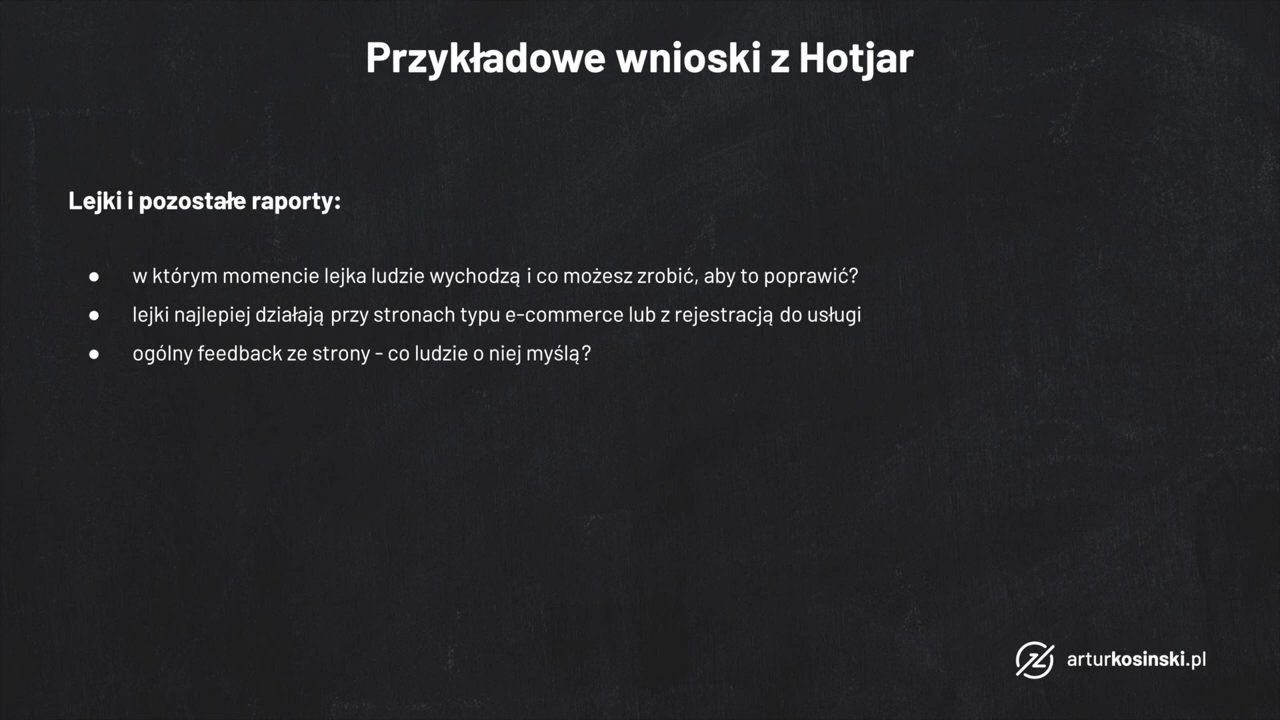 Przykładowe wnioski z Hotjar
Lejki i pozostałe raporty:
● w którym momencie lejka ludzie wychodzą i co możesz zrobić, aby to poprawić?
● lejki najlepiej działają przy stronach typu e-commerce lub z rejestracją do usługi
● ogólny feedback ze strony - co ludzie o niej myślą?
arturkosinski.pl